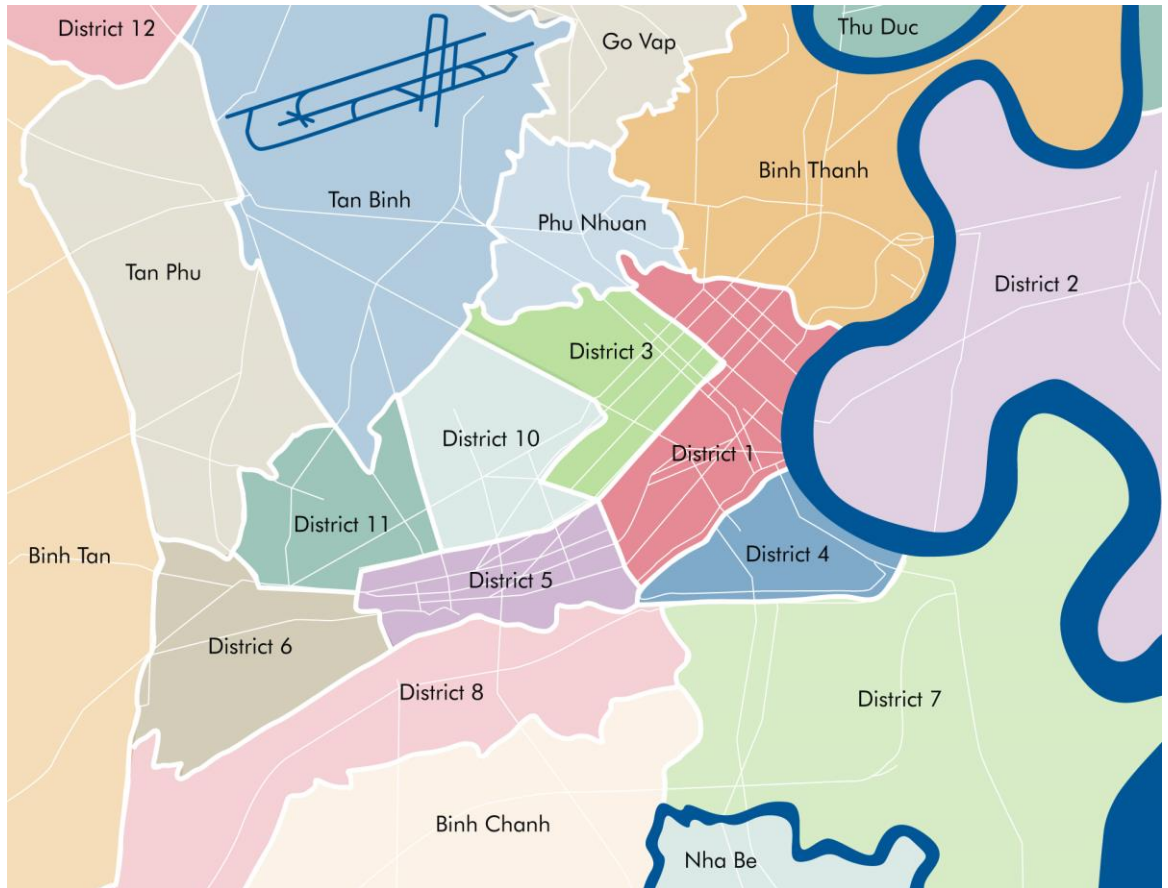 District 12
Go Vap
Thu Duc
Binh Thanh
Tan Binh
Phu Nhuan
Tan Phu
District 2
District 3
District 10
District 1
District 11
District 4
Binh Tan
District 5
District 6
District 8
District 7
Binh Chanh
Nha Be